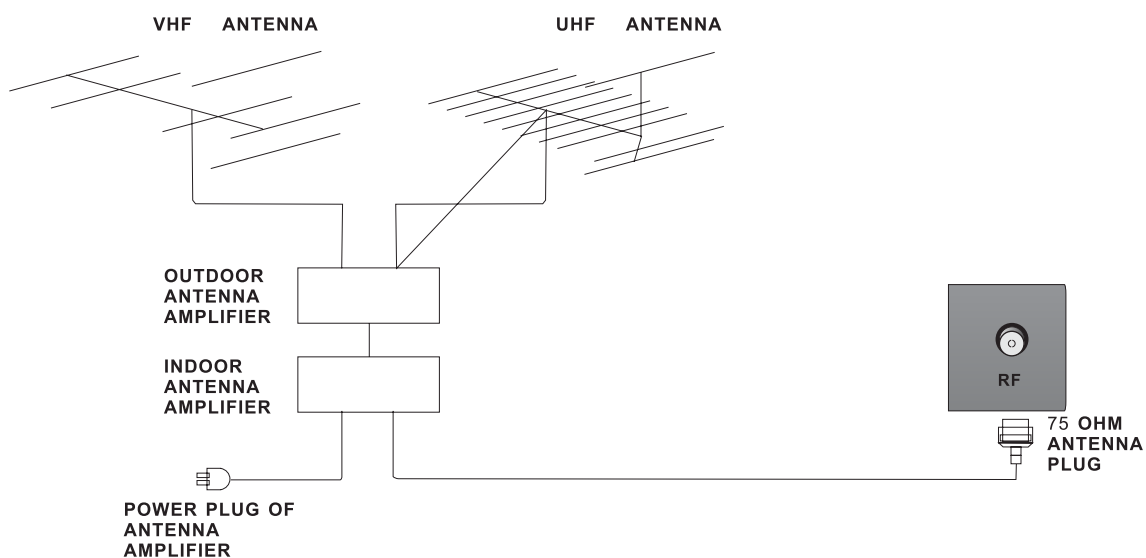 VHF ANTENNA
UHF ANTENNA
OUTDOOR
ANTENNA
AMPLIFIER
INDOOR
ANTENNA
AMPLIFIER
RF
75 OHM
ANTENNA
PLUG
POWER PLUG OF
ANTENNA
AMPLIFIER